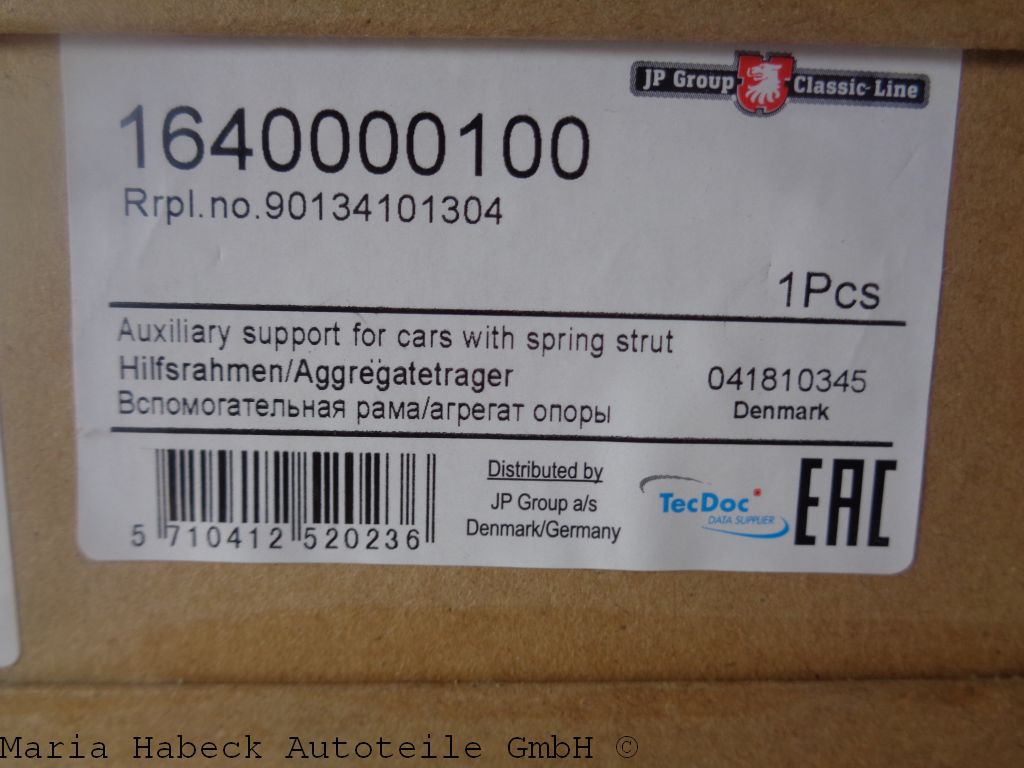 JP Group Classic-Line
1640000100
Rrpl.no.90134101304
1Pcs
Auxiliary support for cars with spring strut
Hilfsrahmen/Aggregatetrager
041810345
Вспомогательная рама/агрегат опоры
Denmark
Distributed by
JP Group a/s
Denmark/Germany
TecDoc
DATA SUPPLIER
EAC
5 710412 520236
Maria Habeck Autoteile GmbH ©